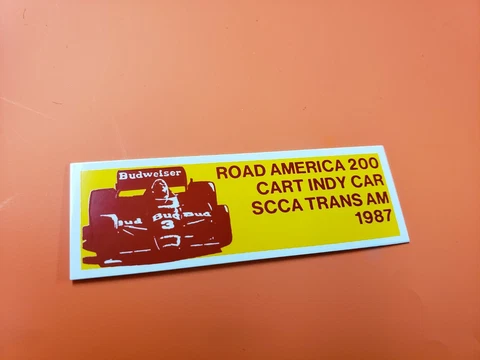 Budweiser
Bud Bud Bud
3
ROAD AMERICA 200
CART INDY CAR
SCCA TRANS AM
1987